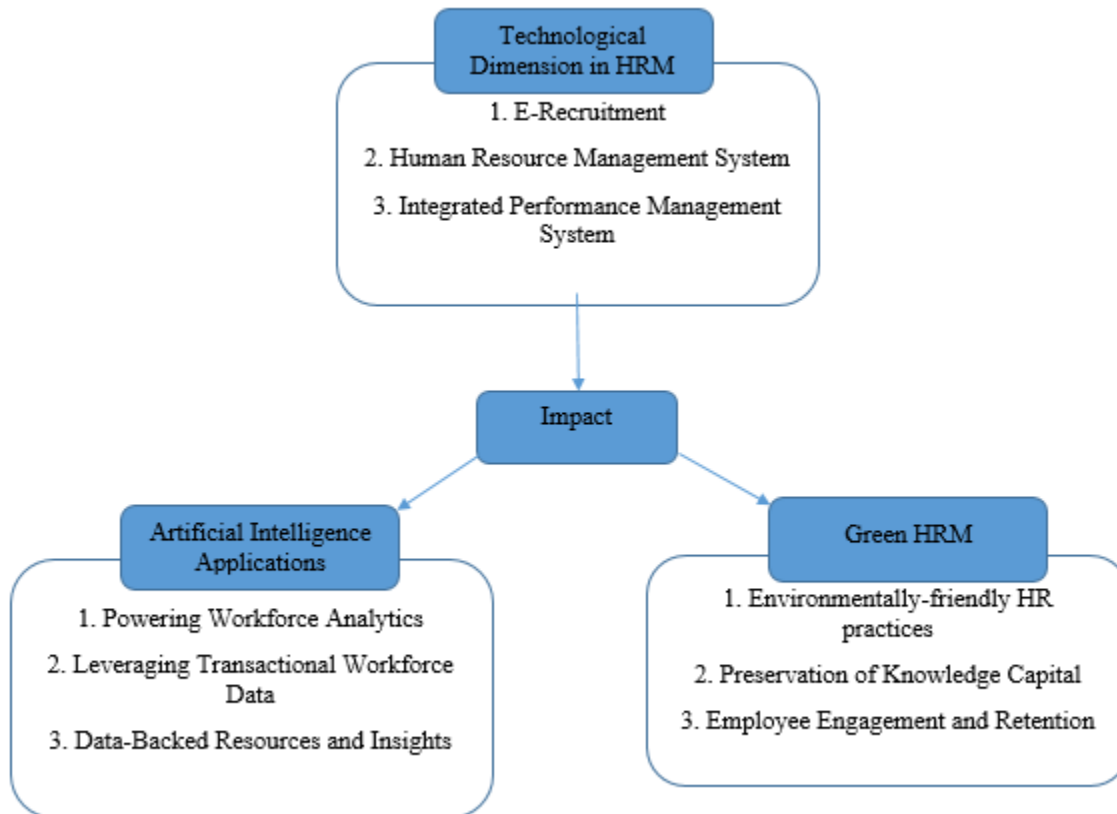 Technological
Dimension in HRM
1. E-Recruitment
2. Human Resource Management System
3. Integrated Performance Management
System
Impact
Artificial Intelligence
Applications
1. Powering Workforce Analytics
2. Leveraging Transactional Workforce
Data
3. Data-Backed Resources and Insights
Green HRM
1. Environmentally-friendly HR
practices
2. Preservation of Knowledge Capital
3. Employee Engagement and Retention